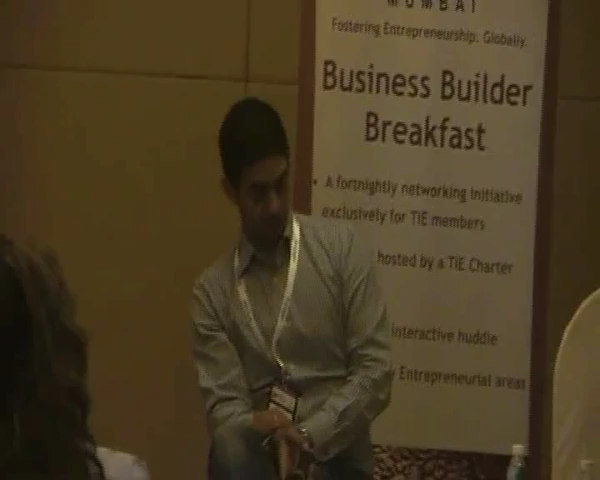 MUMBAI
Fostering Entrepreneurship. Globally.
Business Builder
Breakfast
• A fortnightly networking initiative
exclusively for TiE members
hosted by a TiE Charter
interactive huddle
Entrepreneurial areas